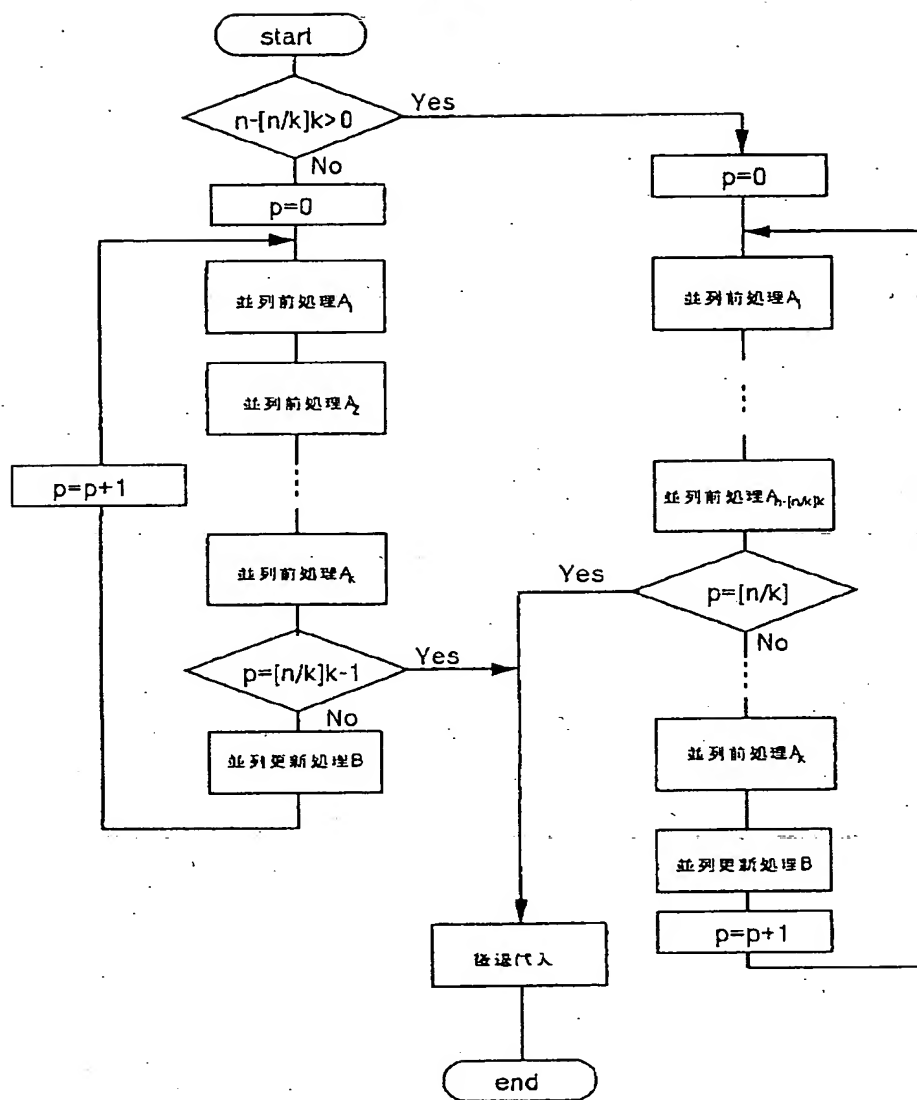 start
n-[n/k]k>0
Yes
No
p=0
並列前処理A₁
並列前処理A₂
並列前処理Aₖ
p=[n/k]k-1
Yes
No
並列更新処理B
p=p+1
p=0
並列前処理A₁
並列前処理Aₙ₋[n/k]k
p=[n/k]
Yes
No
並列前処理Aₖ
並列更新処理B
p=p+1
後退代入
end